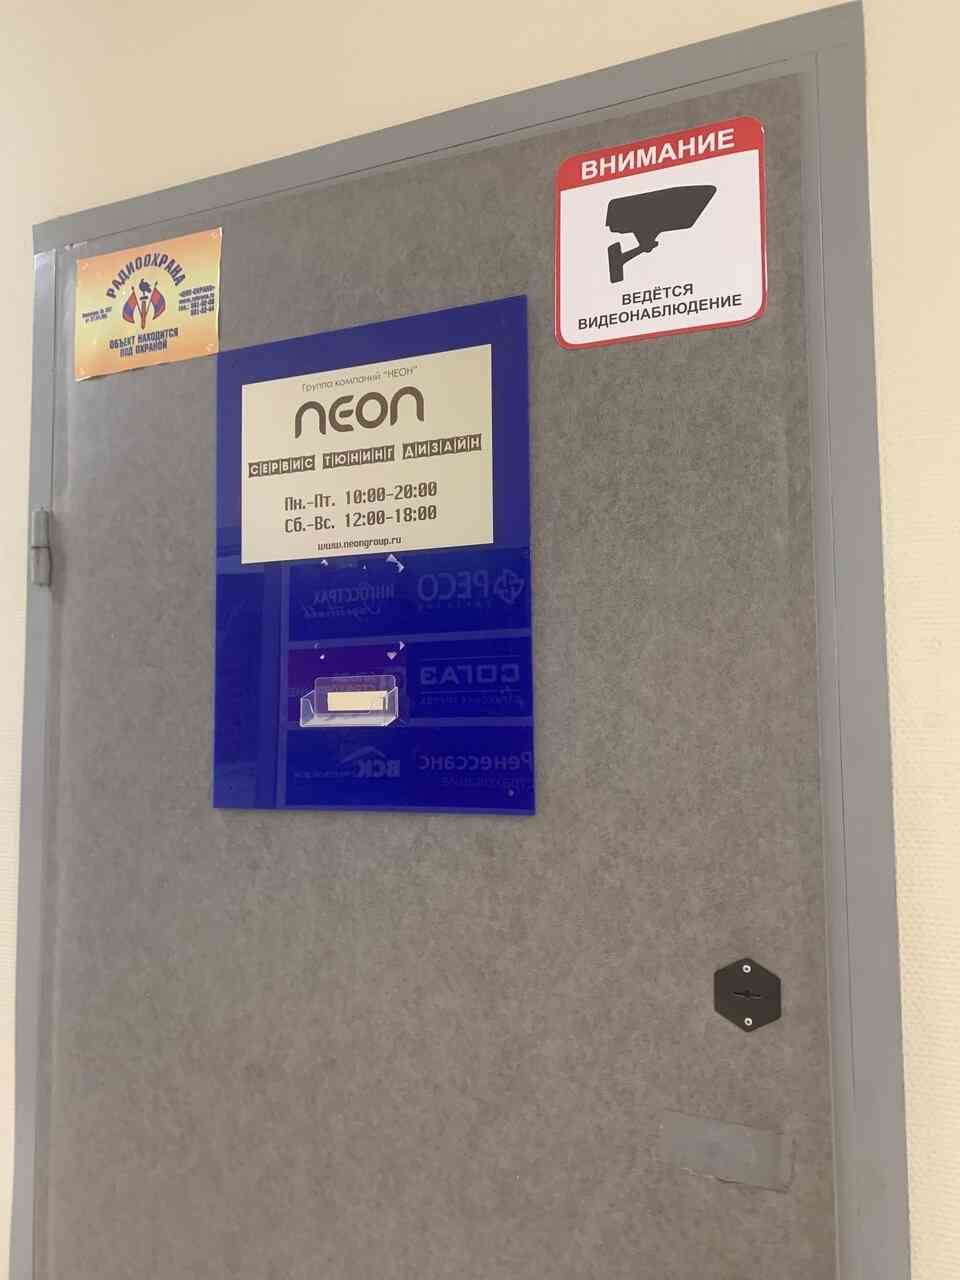 ВНИМАНИЕ
ВЕДЁТСЯ
ВИДЕОНАБЛЮДЕНИЕ
РАДИООХРАНА
ОБЪЕКТ НАХОДИТСЯ
ПОД ОХРАНОЙ
Группа компаний "НЕОН"
neon
СЕРВИС ТЮНИНГ ДИЗАЙН
Пн.-Пт. 10:00-20:00
Сб.-Вс. 12:00-18:00
www.neongroup.ru
РЕСО
ИНГОССТРАХ
СОГАЗ
ВСК
Ренессанс